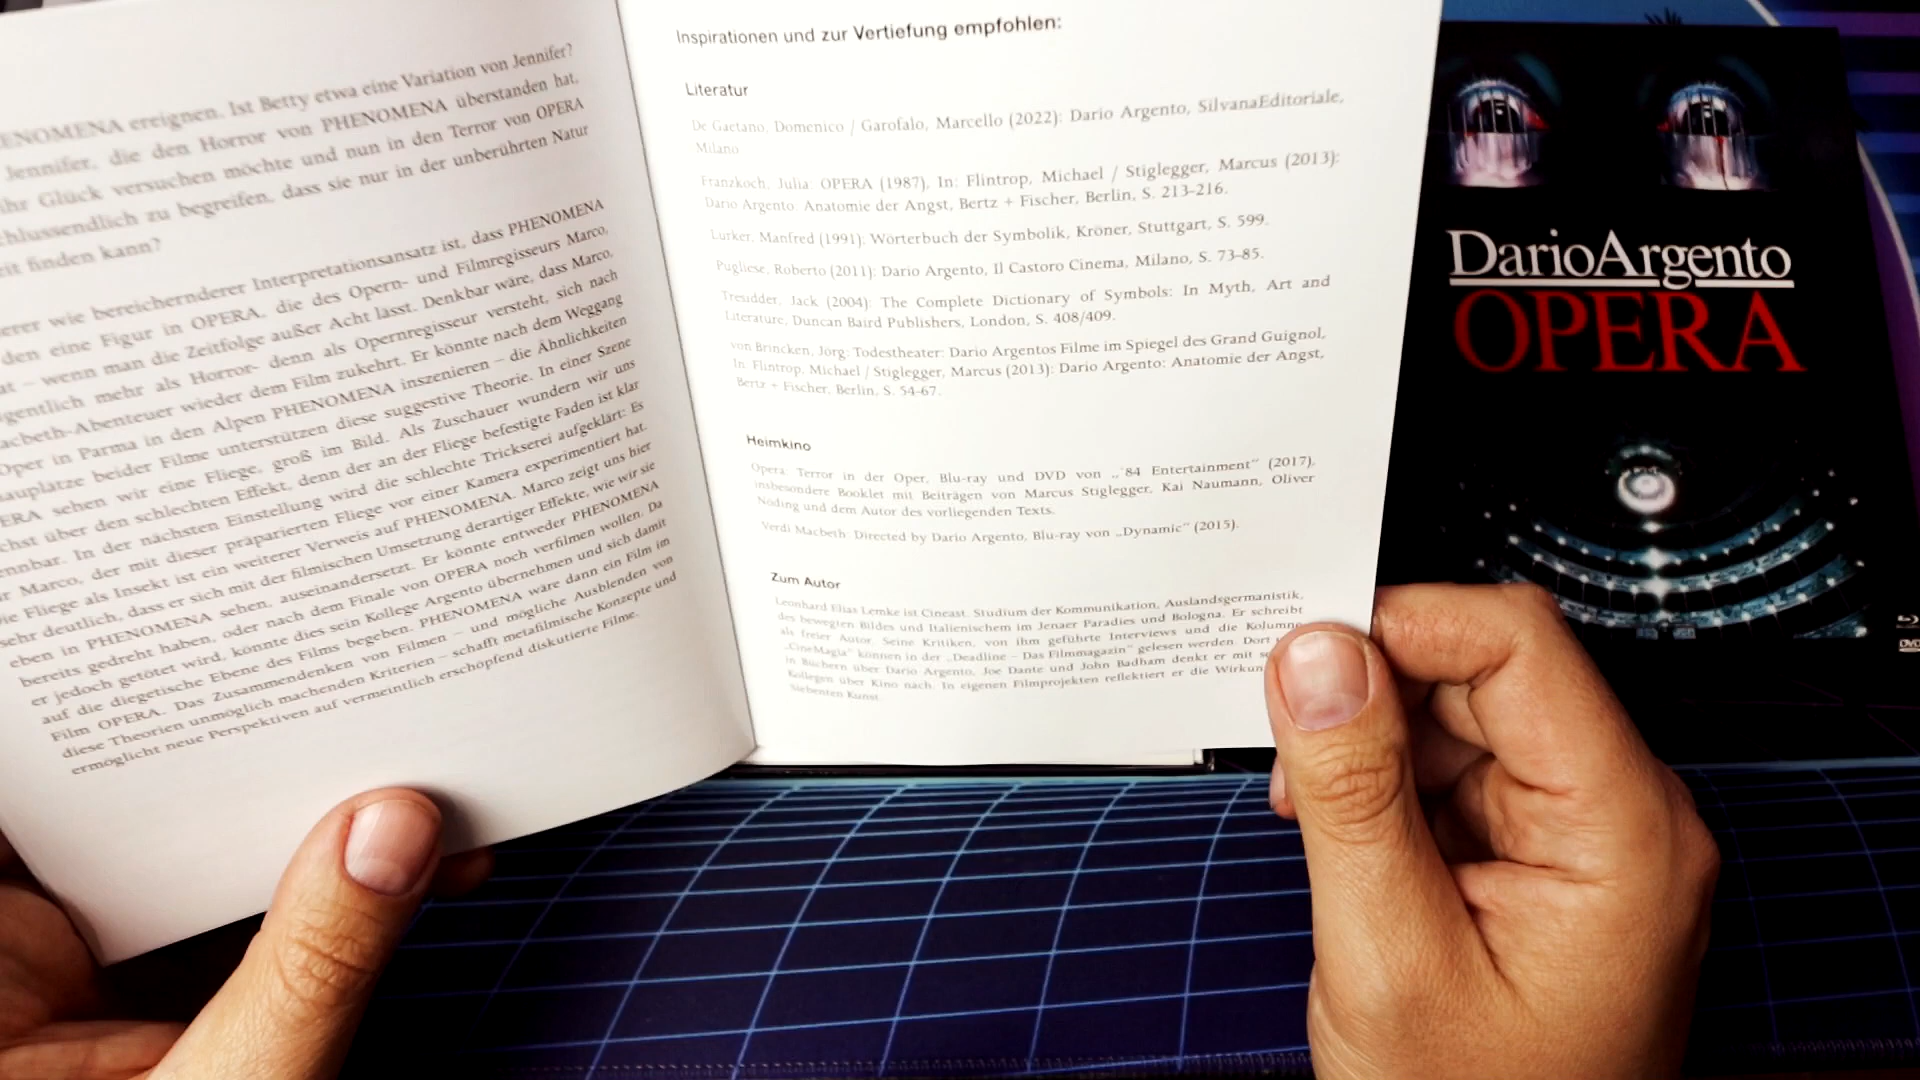 ENOMENA ereignen. Ist Betty etwa eine Variation von Jennifer?
Jennifer, die den Horror von PHENOMENA überstanden hat,
ihr Glück versuchen möchte und nun in den Terror von OPERA
hlussendlich zu begreifen, dass sie nur in der unberührten Natur
eit finden kann?
erer wie bereichernderer Interpretationsansatz ist, dass PHENOMENA
den eine Figur in OPERA, die des Opern- und Filmregisseurs Marco,
at – wenn man die Zeitfolge außer Acht lässt. Denkbar wäre, dass Marco,
igentlich mehr als Horror- denn als Opernregisseur versteht, sich nach
acbeth-Abenteuer wieder dem Film zukehrt. Er könnte nach dem Weggang
Oper in Parma in den Alpen PHENOMENA inszenieren – die Ähnlichkeiten
hauplätze beider Filme unterstützen diese suggestive Theorie. In einer Szene
ERA sehen wir eine Fliege, groß im Bild. Als Zuschauer wundern wir uns
chst über den schlechten Effekt, denn der an der Fliege befestigte Faden ist klar
ennbar. In der nächsten Einstellung wird die schlechte Trickserei aufgeklärt: Es
r Marco, der mit dieser präparierten Fliege vor einer Kamera experimentiert hat.
ie Fliege als Insekt ist ein weiterer Verweis auf PHENOMENA. Marco zeigt uns hier
sehr deutlich, dass er sich mit der filmischen Umsetzung derartiger Effekte, wie wir sie
eben in PHENOMENA sehen, auseinandersetzt. Er könnte entweder PHENOMENA
bereits gedreht haben, oder nach dem Finale von OPERA noch verfilmen wollen. Da
er jedoch getötet wird, könnte dies sein Kollege Argento übernehmen und sich damit
auf die diegetische Ebene des Films begeben. PHENOMENA wäre dann ein Film im
Film OPERA. Das Zusammendenken von Filmen – und mögliche Ausblenden von
diese Theorien unmöglich machenden Kriterien – schafft metafilmische Konzepte und
ermöglicht neue Perspektiven auf vermeintlich erschöpfend diskutierte Filme.
Inspirationen und zur Vertiefung empfohlen:
Literatur
De Gaetano, Domenico / Garofalo, Marcello (2022): Dario Argento, SilvanaEditoriale,
Milano
Franzkoch, Julia: OPERA (1987), In: Flintrop, Michael / Stiglegger, Marcus (2013):
Dario Argento: Anatomie der Angst, Bertz + Fischer, Berlin, S. 213-216.
Lurker, Manfred (1991): Wörterbuch der Symbolik, Kröner, Stuttgart, S. 599.
Pugliese, Roberto (2011): Dario Argento, Il Castoro Cinema, Milano, S. 73-85.
Treudder, Jack (2004): The Complete Dictionary of Symbols: In Myth, Art and
Literature, Duncan Baird Publishers, London, S. 408/409.
von Brincken, Jörg: Todestheater: Dario Argentos Filme im Spiegel des Grand Guignol,
In: Flintrop, Michael / Stiglegger, Marcus (2013): Dario Argento: Anatomie der Angst,
Bertz + Fischer, Berlin, S. 54-67.
Heimkino
Opera. Terror in der Oper, Blu-ray und DVD von „'84 Entertainment“ (2017),
insbesondere Booklet mit Beiträgen von Marcus Stiglegger, Kai Naumann, Oliver
Nöding und dem Autor des vorliegenden Texts.
Verdi Macbeth: Directed by Dario Argento, Blu-ray von „Dynamic“ (2015).
Zum Autor
Leonhard Elias Lemke ist Cineast. Studium der Kommunikation, Auslandsgermanistik,
des bewegten Bildes und Italienischem im Jenaer Paradies und Bologna. Er schreibt
als freier Autor. Seine Kritiken, von ihm geführte Interviews und die Kolumne
„CineMagia“ können in der „Deadline – Das Filmmagazin“ gelesen werden. Dort
in Büchern über Dario Argento, Joe Dante und John Badham denkt er mit
Kollegen über Kino nach. In eigenen Filmprojekten reflektiert er die Wirkun
Siebenten Kunst.
DarioArgento
OPERA